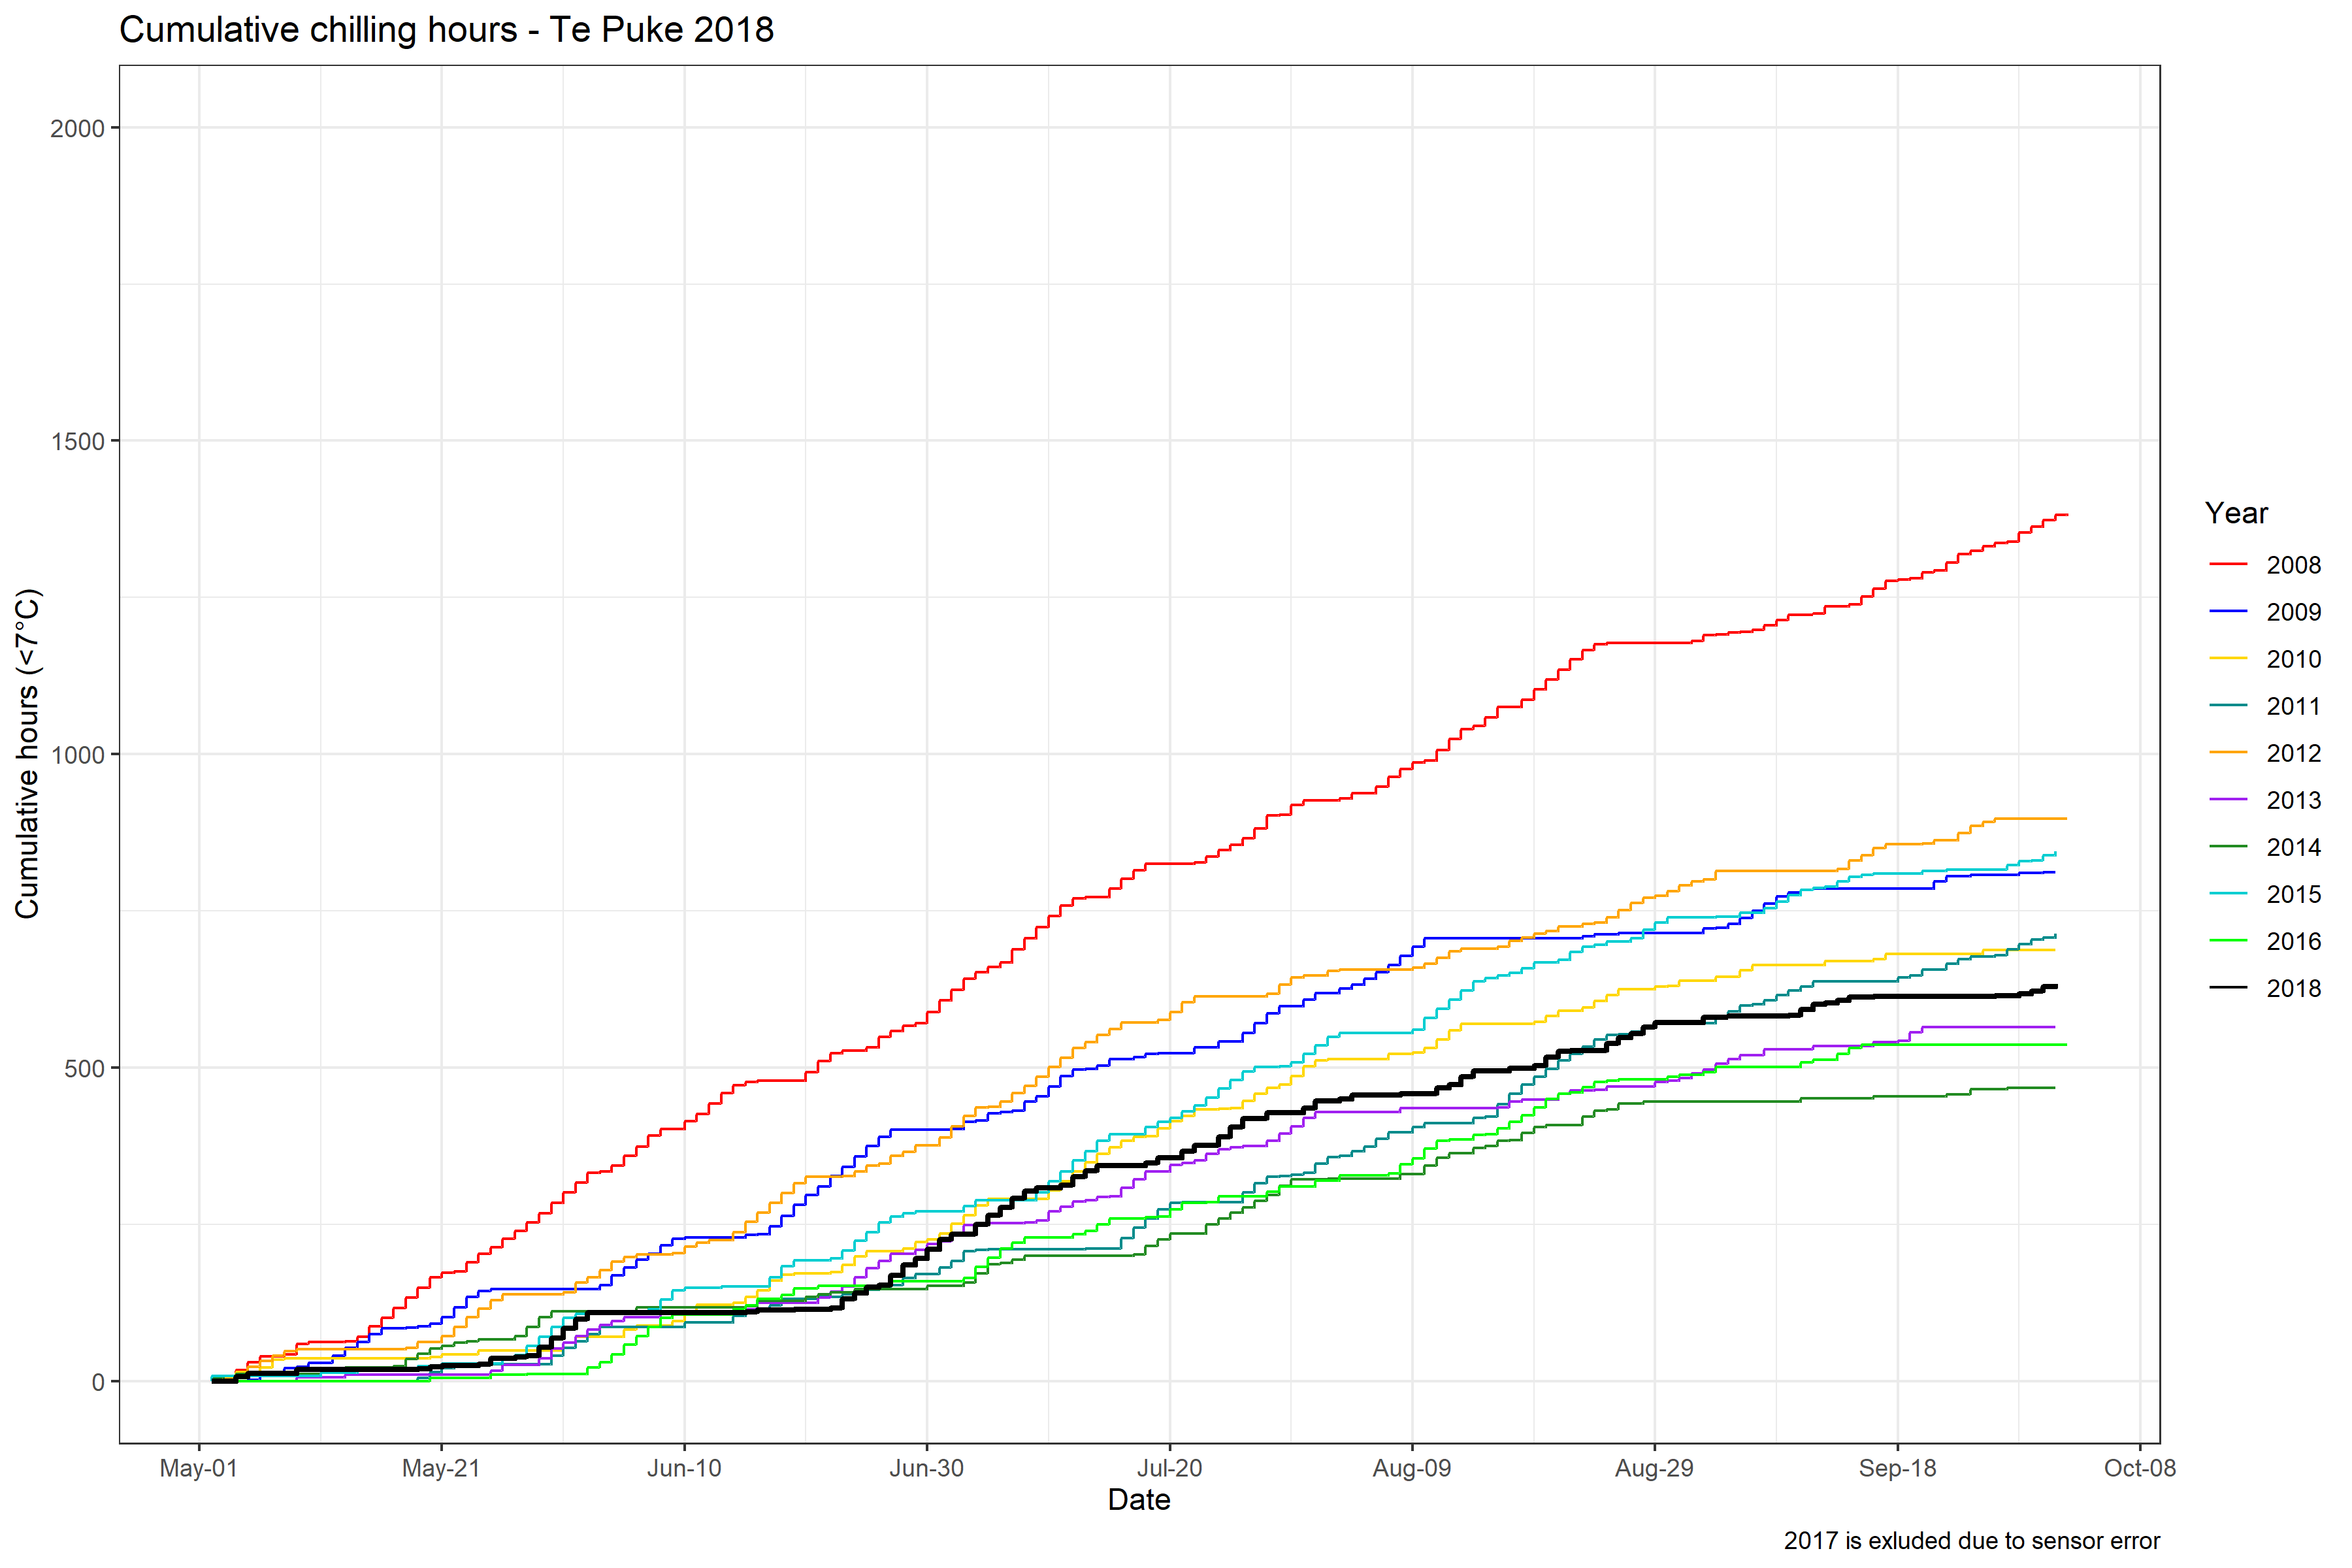 Cumulative chilling hours - Te Puke 2018
2000
1500
1000
500
0
Cumulative hours (<7°C)
May-01 May-21 Jun-10 Jun-30 Jul-20 Aug-09 Aug-29 Sep-18 Oct-08
Date
Year
2008
2009
2010
2011
2012
2013
2014
2015
2016
2018
2017 is exluded due to sensor error